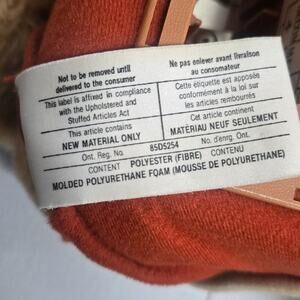 Not to be removed until
delivered to the consumer
Ne pas enlever avant livraison
au consomateur
This label is affixed in compliance
with the Upholstered and
Stuffed Articles Act
Cette étiquette est apposée
conformément à loi sur
les articles rembourrés
This article contains
NEW MATERIAL ONLY
Cet article contient
MATÉRIAU NEUF SEULEMENT
Ont. Reg. No. 85D5254 No. d'enrg. Ont.
CONTENT POLYESTER (FIBRE) CONTENU
MOLDED POLYURETHANE FOAM (MOUSSE DE POLYURETHANE)